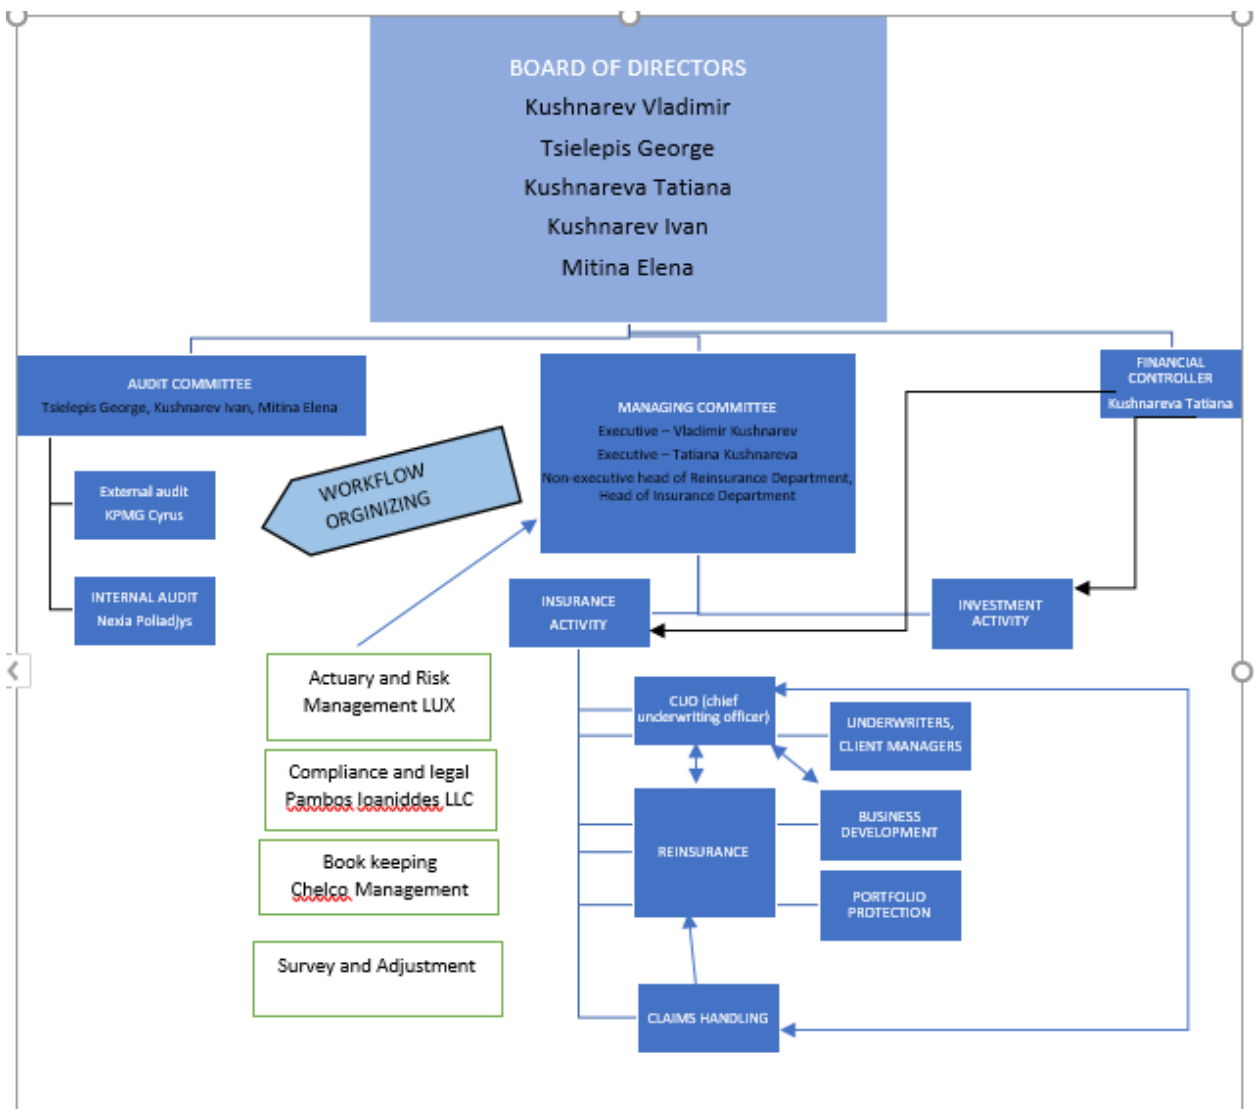 BOARD OF DIRECTORS
Kushnarev Vladimir
Tsielepis George
Kushnareva Tatiana
Kushnarev Ivan
Mitina Elena
AUDIT COMMITTEE
Tsielepis George, Kushnarev Ivan, Mitina Elena
MANAGING COMMITTEE
Executive – Vladimir Kushnarev
Executive – Tatiana Kushnareva
Non-executive head of Reinsurance Department,
Head of Insurance Department
FINANCIAL
CONTROLLER
Kushnareva Tatiana
WORKFLOW
ORGINIZING
External audit
KPMG Cyrus
INTERNAL AUDIT
Nexia Poliadjys
INSURANCE
ACTIVITY
INVESTMENT
ACTIVITY
Actuary and Risk
Management LUX
Compliance and legal
Pambos Ioaniddes LLC
Book keeping
Chelco Management
Survey and Adjustment
CUO (chief
underwriting officer)
UNDERWRITERS,
CLIENT MANAGERS
REINSURANCE
BUSINESS
DEVELOPMENT
PORTFOLIO
PROTECTION
CLAIMS HANDLING